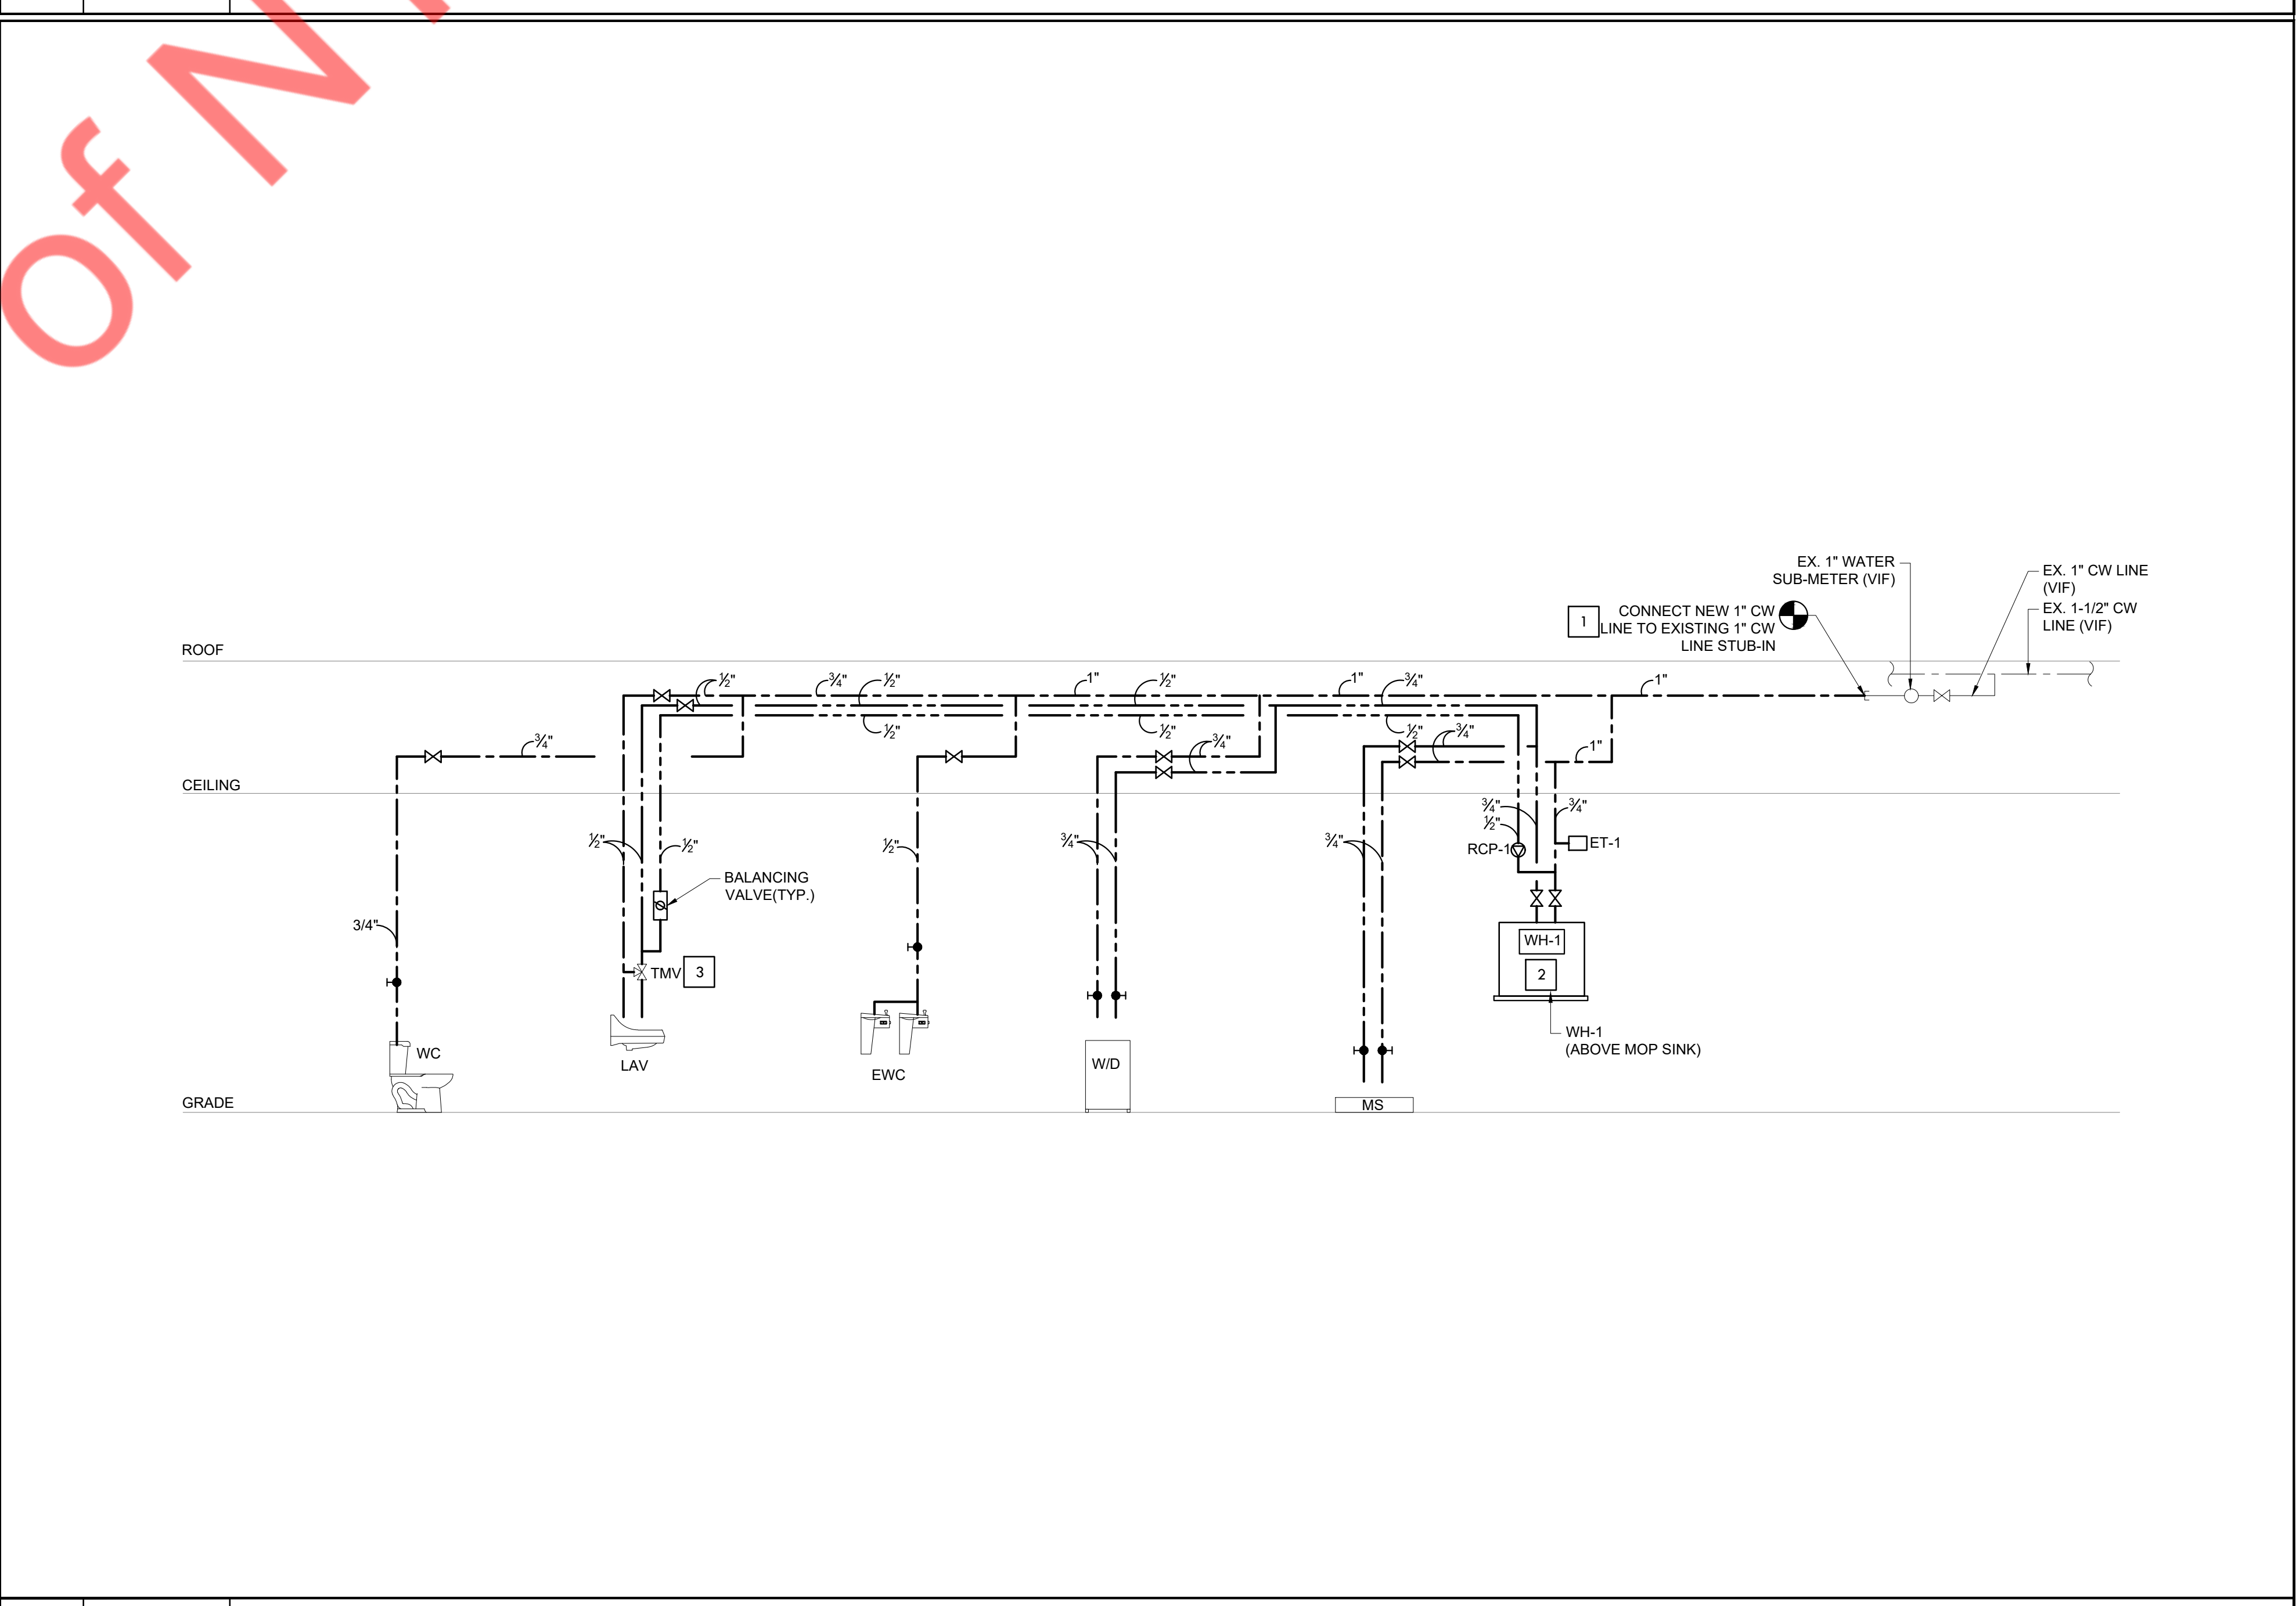 of N
EX. 1" WATER
SUB-METER (VIF)
EX. 1" CW LINE
(VIF)
EX. 1-1/2" CW
LINE (VIF)
1
CONNECT NEW 1" CW
LINE TO EXISTING 1" CW
LINE STUB-IN
ROOF
½"
¾"
½"
1"
½"
1"
¾"
1"
½"
½"
½"
¾"
¾"
¾"
1"
CEILING
¾"
½"
¾"
½"
½"
½"
¾"
¾"
RCP-1
ET-1
BALANCING
VALVE(TYP.)
3/4"
WH-1
TMV
3
2
WH-1
(ABOVE MOP SINK)
WC
LAV
EWC
W/D
MS
GRADE